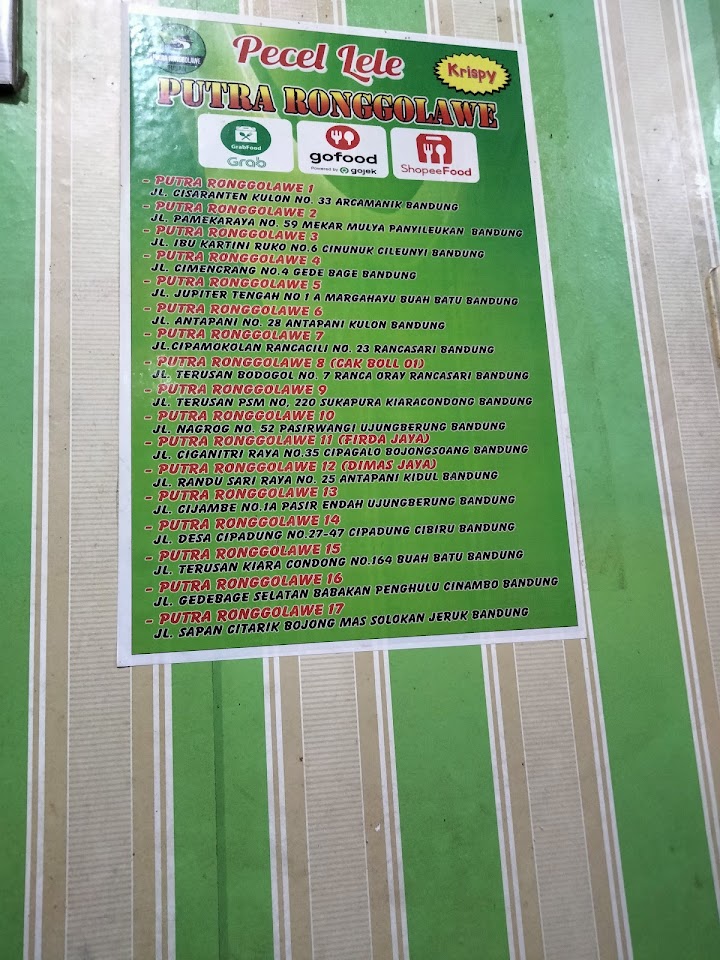 Pecel Lele
Krispy
PUTRA RONGGOLAWE
GrabFood
Grab
gofood
Powered by gojek
ShopeeFood
- PUTRA RONGGOLAWE 1
JL. CISARANTEN KULON NO. 33 ARCAMANIK BANDUNG
- PUTRA RONGGOLAWE 2
JL. PAMEKARAYA NO. 59 MEKAR MULYA PANYILEUKAN BANDUNG
- PUTRA RONGGOLAWE 3
JL. IBU KARTINI RUKO NO.6 CINUNUK CILEUNYI BANDUNG
- PUTRA RONGGOLAWE 4
JL. CIMENCRANG NO.4 GEDE BAGE BANDUNG
- PUTRA RONGGOLAWE 5
JL. JUPITER TENGAH NO 1 A MARGAHAYU BUAH BATU BANDUNG
- PUTRA RONGGOLAWE 6
JL. ANTAPANI NO. 28 ANTAPANI KULON BANDUNG
- PUTRA RONGGOLAWE 7
JL.CIPAMOKOLAN RANCACILI NO. 23 RANCASARI BANDUNG
- PUTRA RONGGOLAWE 8 (CAK BOLL 01)
JL. TERUSAN BODOGOL NO. 7 RANCA ORAY RANCASARI BANDUNG
- PUTRA RONGGOLAWE 9
JL. TERUSAN PSM NO, 220 SUKAPURA KIARACONDONG BANDUNG
- PUTRA RONGGOLAWE 10
JL. NAGROG NO. 52 PASIRWANGI UJUNGBERUNG BANDUNG
- PUTRA RONGGOLAWE 11 (FIRDA JAYA)
JL. CIGANITRI RAYA NO.35 CIPAGALO BOJONGSOANG BANDUNG
- PUTRA RONGGOLAWE 12 (DIMAS JAYA)
JL. RANDU SARI RAYA NO. 25 ANTAPANI KIDUL BANDUNG
- PUTRA RONGGOLAWE 13
JL. CIJAMBE NO.1A PASIR ENDAH UJUNGBERUNG BANDUNG
- PUTRA RONGGOLAWE 14
JL. DESA CIPADUNG NO.27-47 CIPADUNG CIBIRU BANDUNG
- PUTRA RONGGOLAWE 15
JL. TERUSAN KIARA CONDONG NO.164 BUAH BATU BANDUNG
- PUTRA RONGGOLAWE 16
JL. GEDEBAGE SELATAN BABAKAN PENGHULU CINAMBO BANDUNG
- PUTRA RONGGOLAWE 17
JL. SAPAN CITARIK BOJONG MAS SOLOKAN JERUK BANDUNG